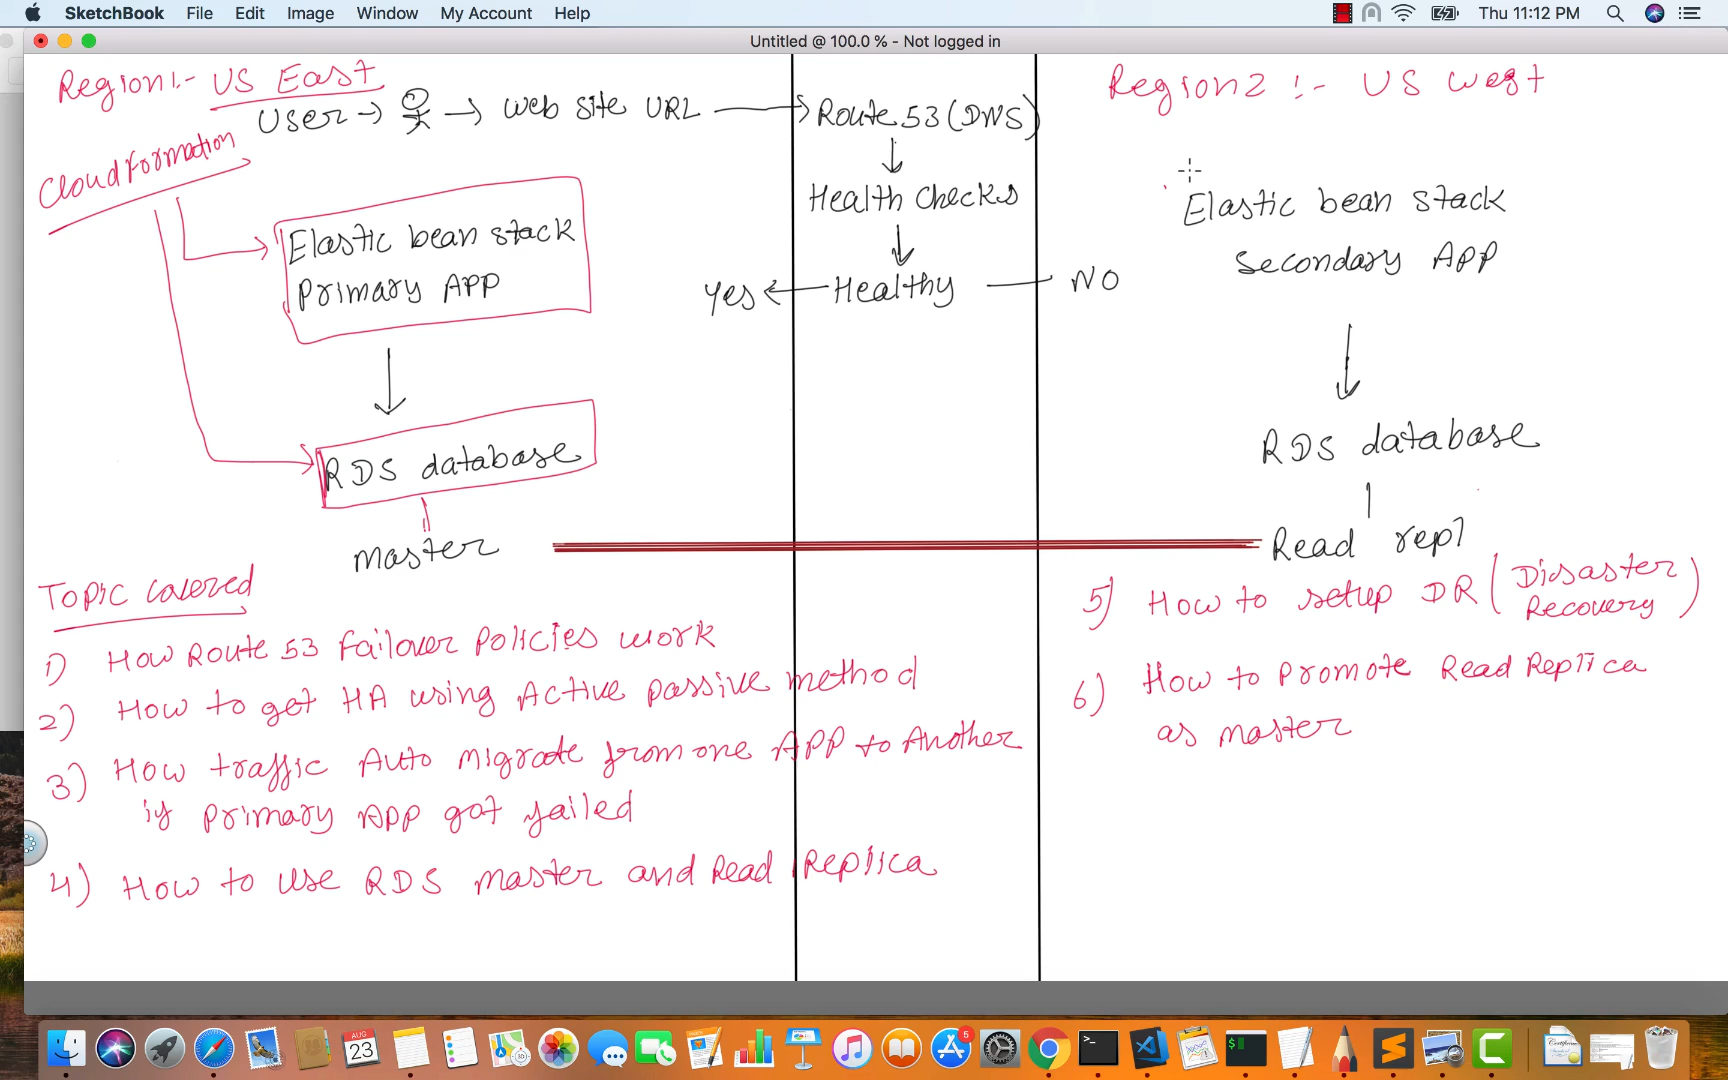 SketchBook File Edit Image Window My Account Help
Thu 11:12 PM
Untitled @ 100.0 % - Not logged in
Region1:- US East
User → → Web site URL → Route 53 (DNS)
Region2 :- US West
CloudFormation
Health Checks
Elastic bean stack
Primary APP
Elastic bean stack
Secondary APP
Yes ← Healthy — NO
RDS database
RDS database
master
Read repl
Topic covered
1) How Route 53 Failover Policies work
2) How to get HA using Active passive method
3) How traffic Auto Migrate from one APP to Another
if Primary APP got failed
4) How to use RDS master and Read Replica
5) How to setup DR (Disaster
Recovery)
6) How to Promote Read Replica
as master
AUG
23
5